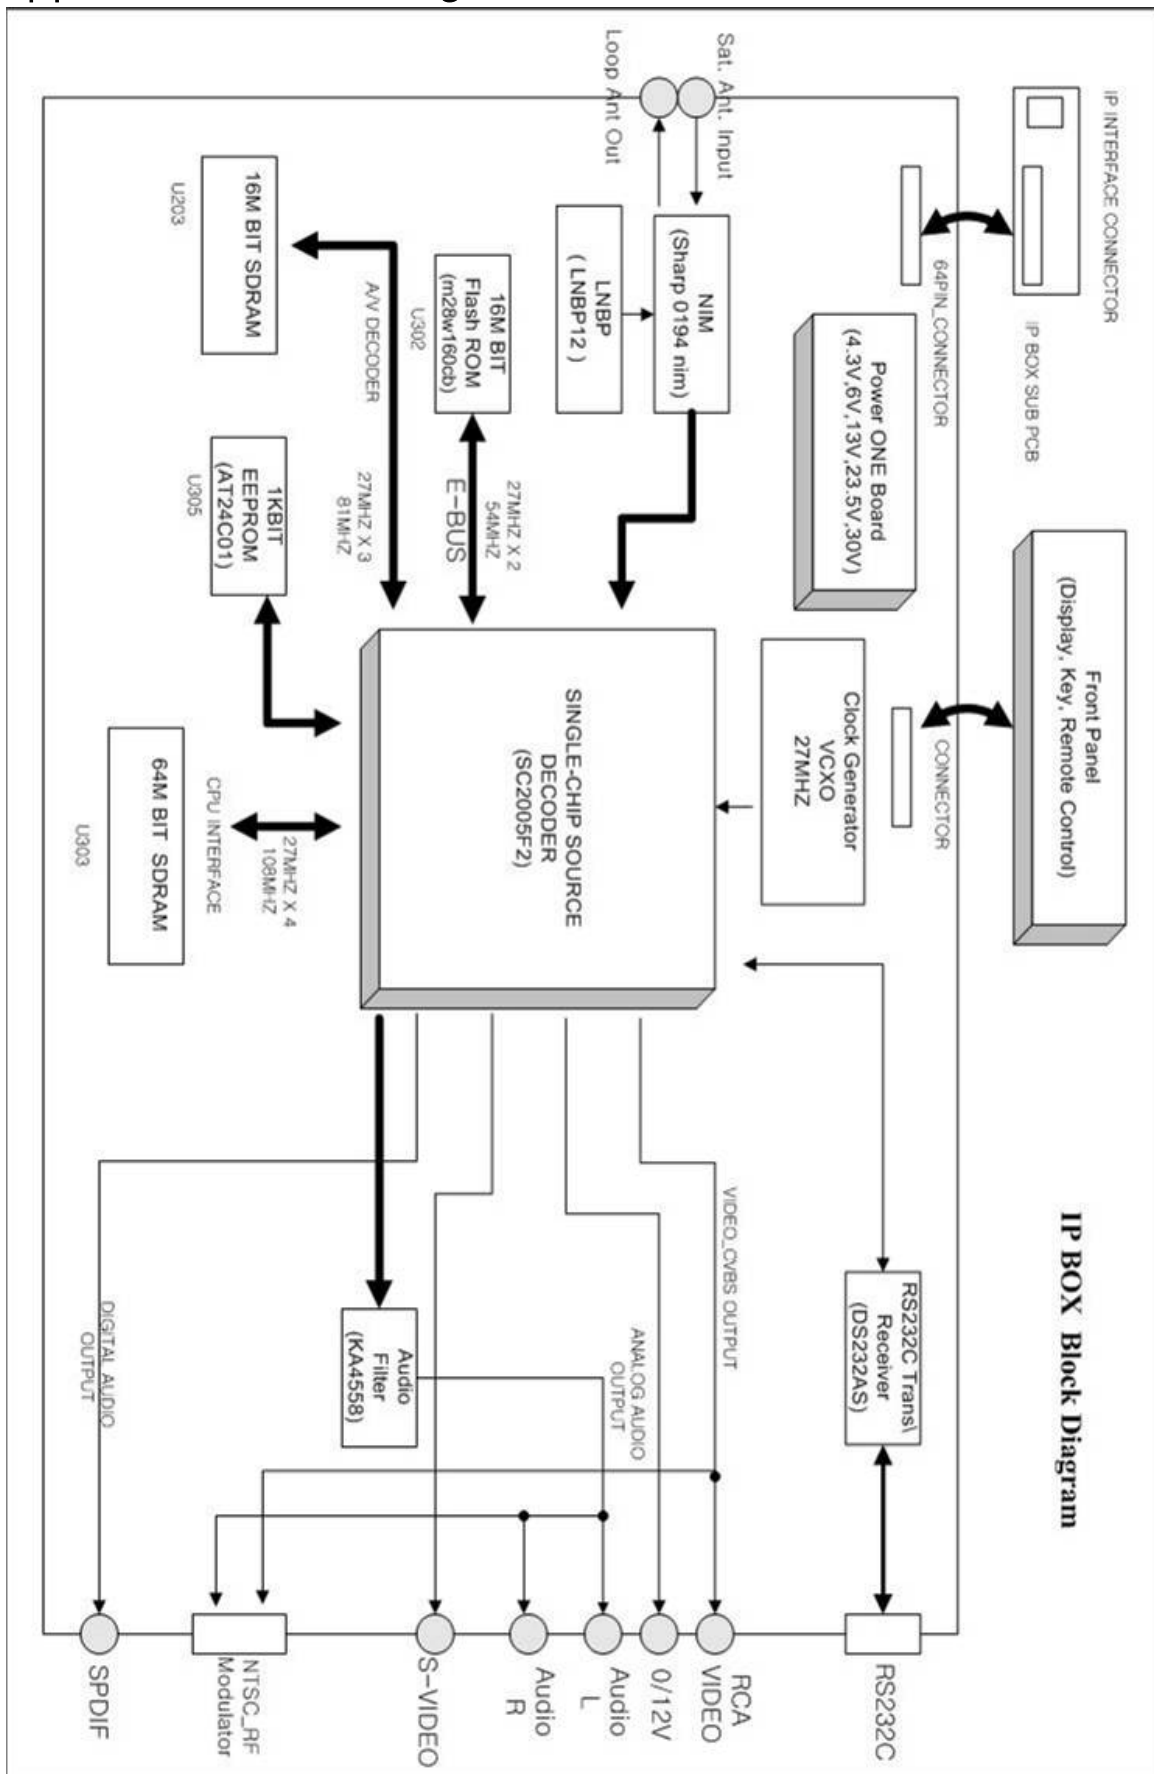 IP BOX  Block Diagram
IP INTERFACE CONNECTOR
IP BOX SUB PCB
64PIN_CONNECTOR
Front Panel
(Display, Key, Remote Control)
CONNECTOR
Power ONE Board
(4.3V,6V,13V,23.5V,30V)
Sat. Ant. Input
Loop Ant Out
NIM
(Sharp 0194 nim)
LNBP
( LNBP12 )
Clock Generator
VCXO
27MHZ
RS232C Trans\
Receiver
(DS232AS)
RS232C
16M BIT
Flash ROM
(m28w160cb)
U302
27MHZ X 2
54MHZ
E-BUS
SINGLE-CHIP SOURCE
DECODER
(SC2005F2)
A/V DECODER
27MHZ X 3
81MHZ
16M BIT SDRAM
U203
1KBIT
EEPROM
(AT24C01)
U305
27MHZ X 4
108MHZ
CPU INTERFACE
64M BIT  SDRAM
U303
VIDEO_CVBS OUTPUT
ANALOG AUDIO
OUTPUT
Audio
Filter
(KA4558)
DIGITAL AUDIO
OUTPUT
RCA
VIDEO
0/12V
Audio
L
Audio
R
S-VIDEO
NTSC_RF
Modulator
SPDIF